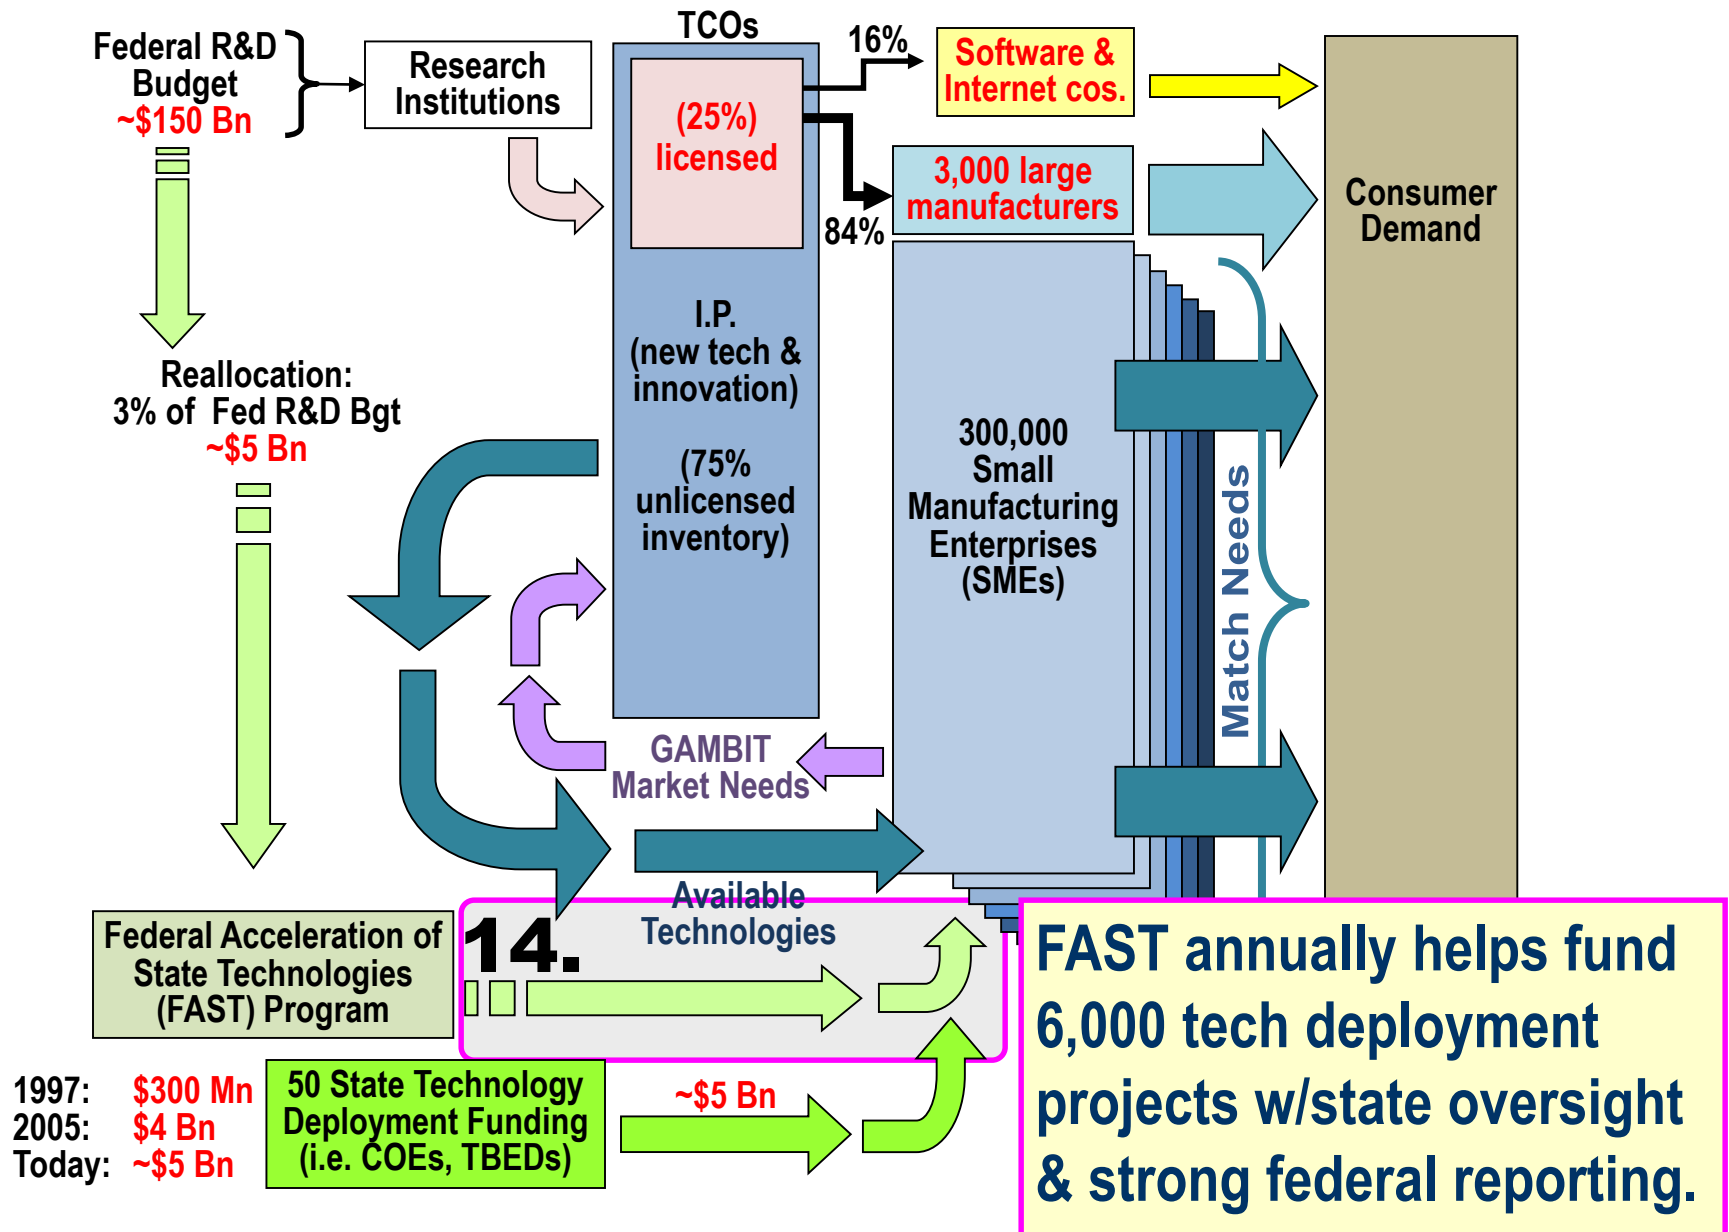 TCOs
Federal R&D
Budget
~$150 Bn
Research
Institutions
(25%)
licensed
16%
84%
Software &
Internet cos.
3,000 large
manufacturers
Consumer
Demand
I.P.
(new tech &
innovation)
(75%
unlicensed
inventory)
Reallocation:
3% of  Fed R&D Bgt
~$5 Bn
300,000
Small
Manufacturing
Enterprises
(SMEs)
Match Needs
GAMBIT
Market Needs
Available
Technologies
Federal Acceleration of
State Technologies
(FAST) Program
14.
1997: $300 Mn
2005: $4 Bn
Today: ~$5 Bn
50 State Technology
Deployment Funding
(i.e. COEs, TBEDs)
~$5 Bn
FAST annually helps fund
6,000 tech deployment
projects w/state oversight
& strong federal reporting.